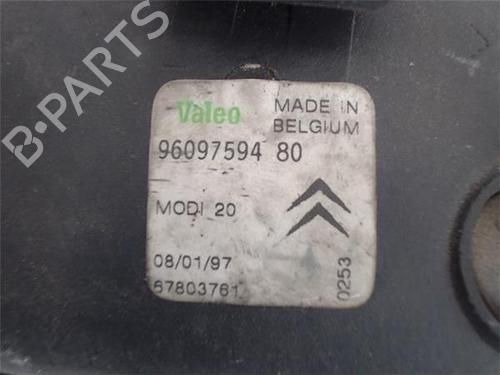 Valeo
MADE IN
BELGIUM
96097594 80
MODI 20
08/01/97
67803761
0253
B-PARTS